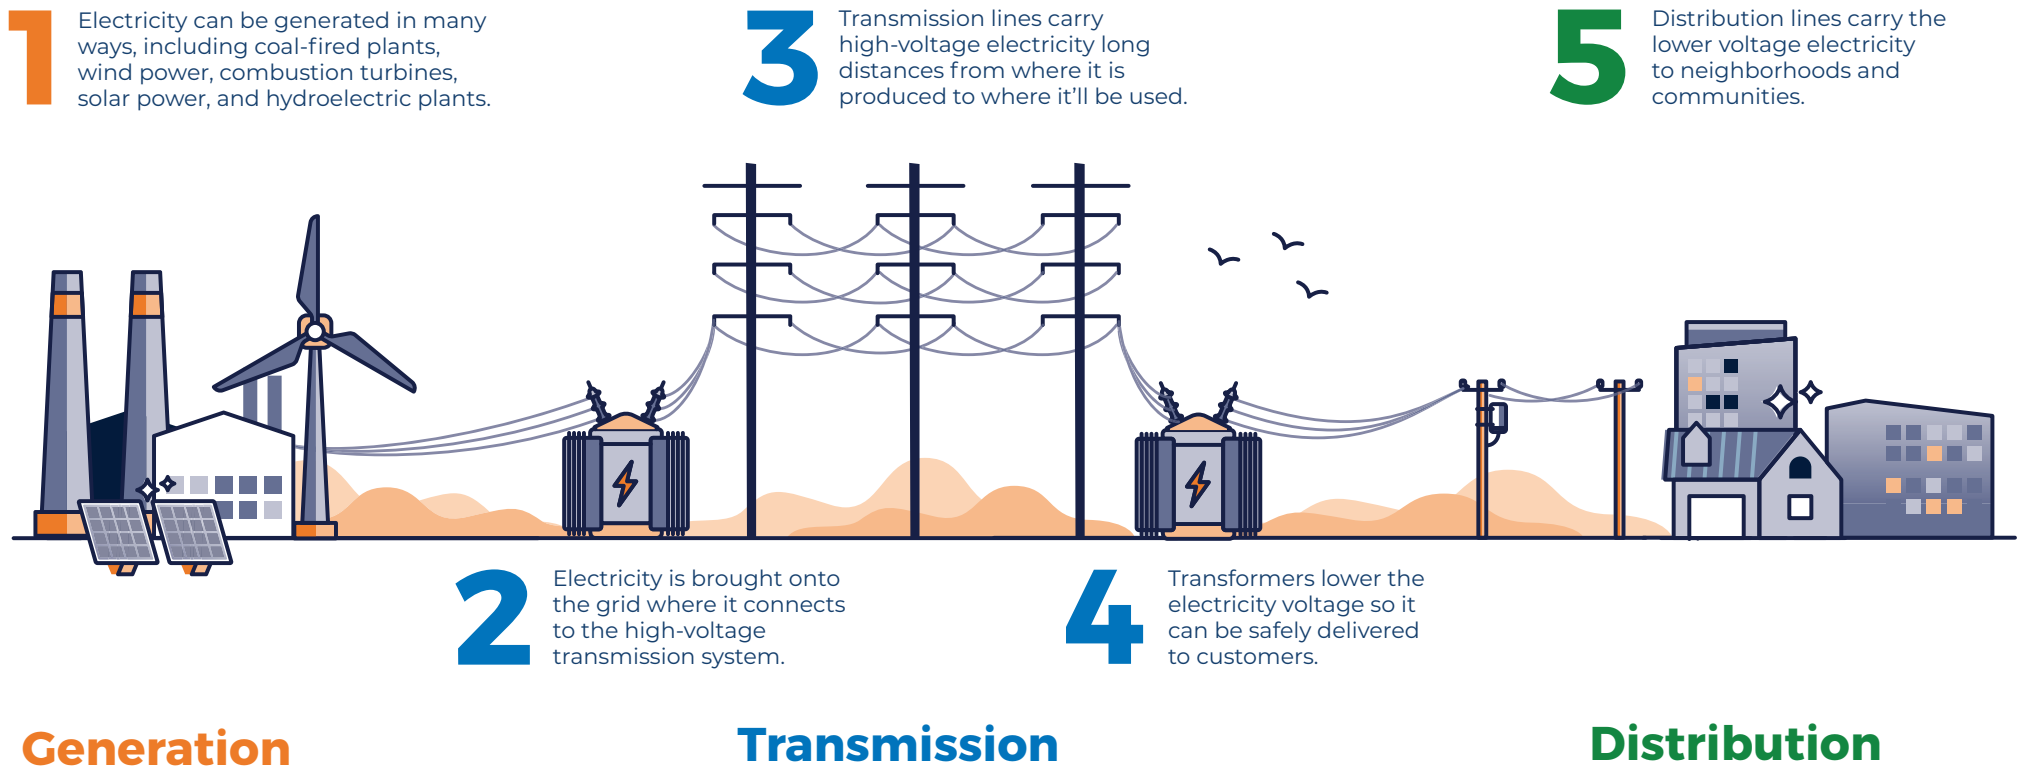 1
Electricity can be generated in many
ways, including coal-fired plants,
wind power, combustion turbines,
solar power, and hydroelectric plants.
3
Transmission lines carry
high-voltage electricity long
distances from where it is
produced to where it'll be used.
5
Distribution lines carry the
lower voltage electricity
to neighborhoods and
communities.
2
Electricity is brought onto
the grid where it connects
to the high-voltage
transmission system.
4
Transformers lower the
electricity voltage so it
can be safely delivered
to customers.
Generation
Transmission
Distribution